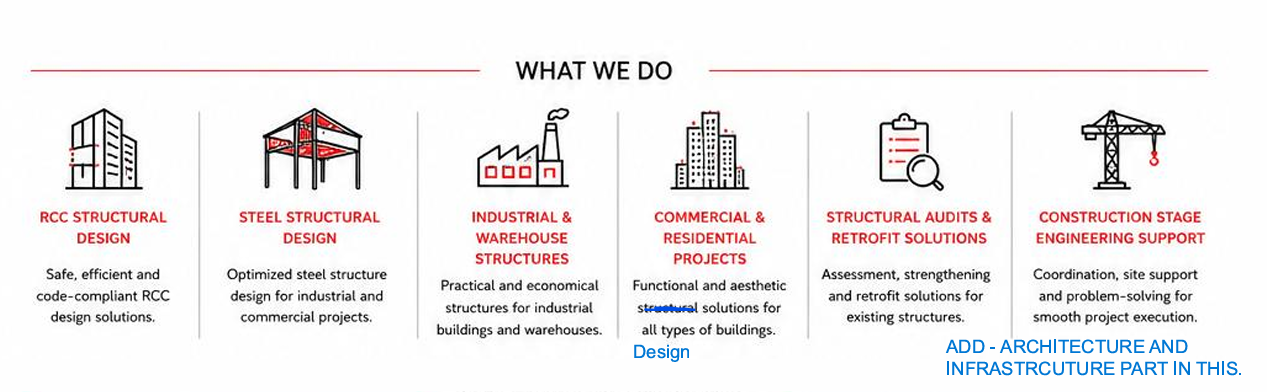 WHAT WE DO
RCC STRUCTURAL
DESIGN
Safe, efficient and
code-compliant RCC
design solutions.
STEEL STRUCTURAL
DESIGN
Optimized steel structure
design for industrial and
commercial projects.
INDUSTRIAL &
WAREHOUSE
STRUCTURES
Practical and economical
structures for industrial
buildings and warehouses.
COMMERCIAL &
RESIDENTIAL
PROJECTS
Functional and aesthetic
structural solutions for
all types of buildings.
Design
STRUCTURAL AUDITS &
RETROFIT SOLUTIONS
Assessment, strengthening
and retrofit solutions for
existing structures.
CONSTRUCTION STAGE
ENGINEERING SUPPORT
Coordination, site support
and problem-solving for
smooth project execution.
ADD - ARCHITECTURE AND
INFRASTRCUTURE PART IN THIS.